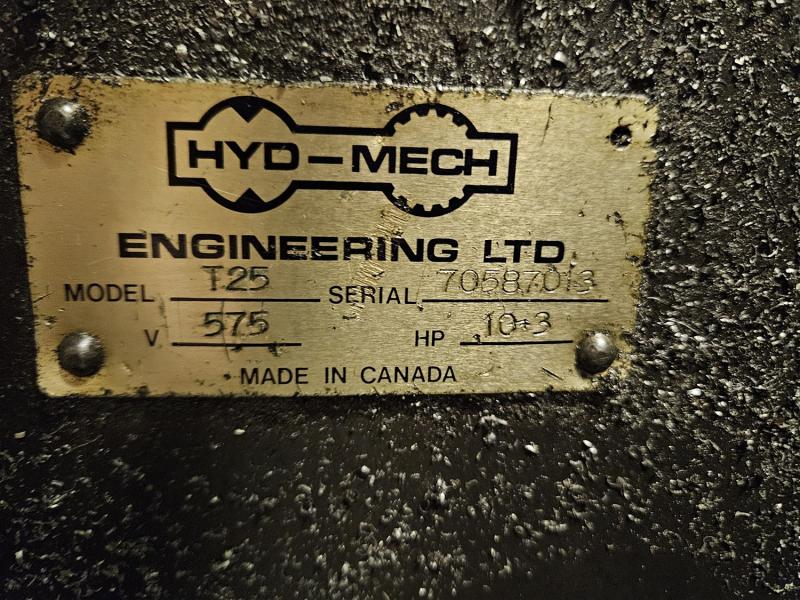 HYD-MECH
ENGINEERING LTD.
MODEL T25 SERIAL 70587013
V 575 HP 10+3
MADE IN CANADA